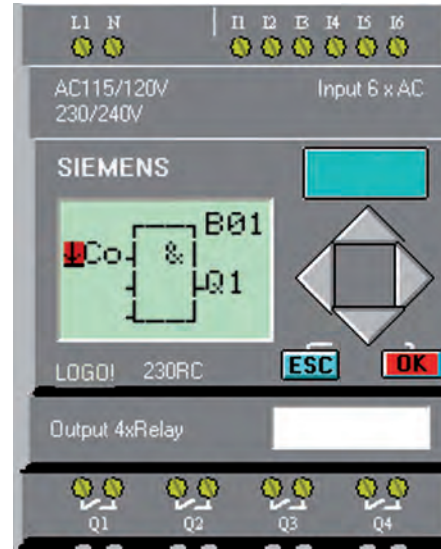 L1 N I1 I2 I3 I4 I5 I6
AC115/120V Input 6 x AC
230/240V
SIEMENS
B01
↓Co & Q1
ESC OK
LOGO! 230RC
Output 4xRelay
Q1 Q2 Q3 Q4